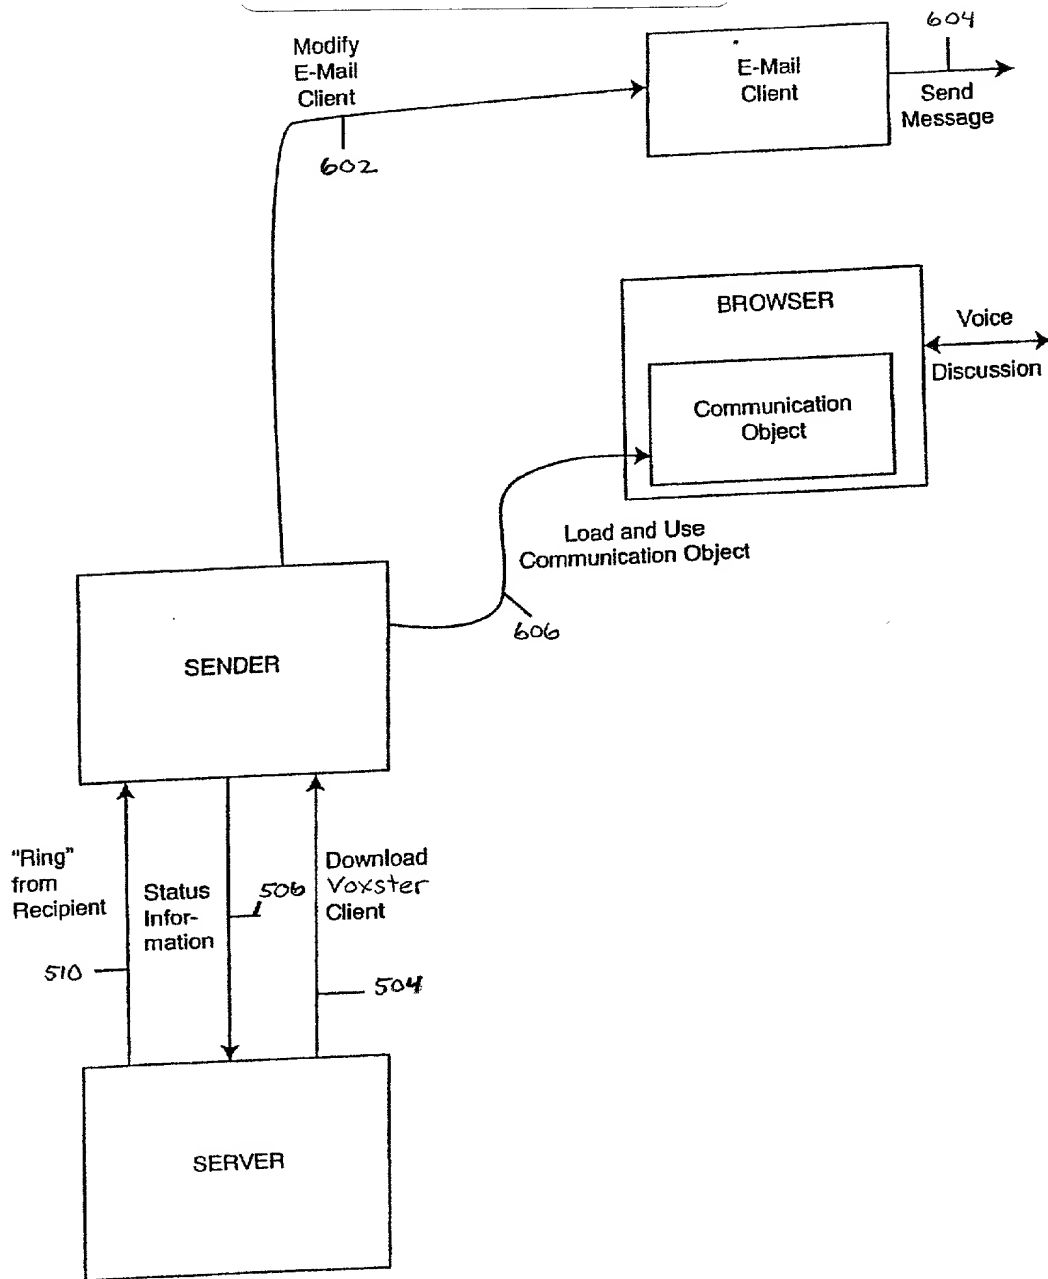 604
Modify
E-Mail
Client
E-Mail
Client
Send
Message
602
BROWSER
Voice
Discussion
Communication
Object
Load and Use
Communication Object
606
SENDER
"Ring"
from
Recipient
Status
Infor-
mation
506
Download
Voxster
Client
510
504
SERVER